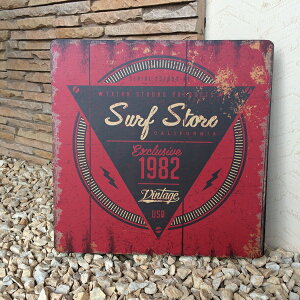 Surf Store
CALIFORNIA
Exclusive
1982
Vintage
USA